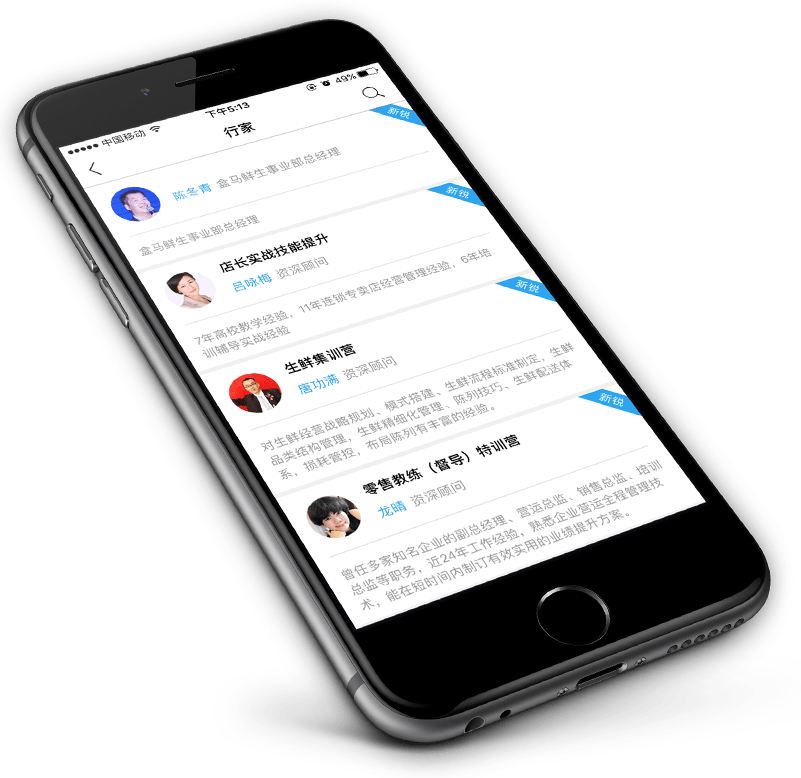 中国移动 下午5:13 49%
行家
新锐
陈冬青 盒马鲜生事业部总经理
盒马鲜生事业部总经理
新锐
店长实战技能提升
吕咏梅 资深顾问
7年高校教学经验，11年连锁专卖店经营管理经验，6年培
训辅导实战经验
新锐
生鲜集训营
唐功满 资深顾问
对生鲜经营战略规划、模式搭建、生鲜流程标准制定，生鲜
品类结构管理，生鲜精细化管理、陈列技巧、生鲜配送体
系，损耗管控，布局陈列有丰富的经验。
新锐
零售教练（督导）特训营
龙晴 资深顾问
曾任多家知名企业的副总经理、营运总监、销售总监、培训
总监等职务，近24年工作经验，熟悉企业营运全程管理技
术，能在短时间内制订有效实用的业绩提升方案。